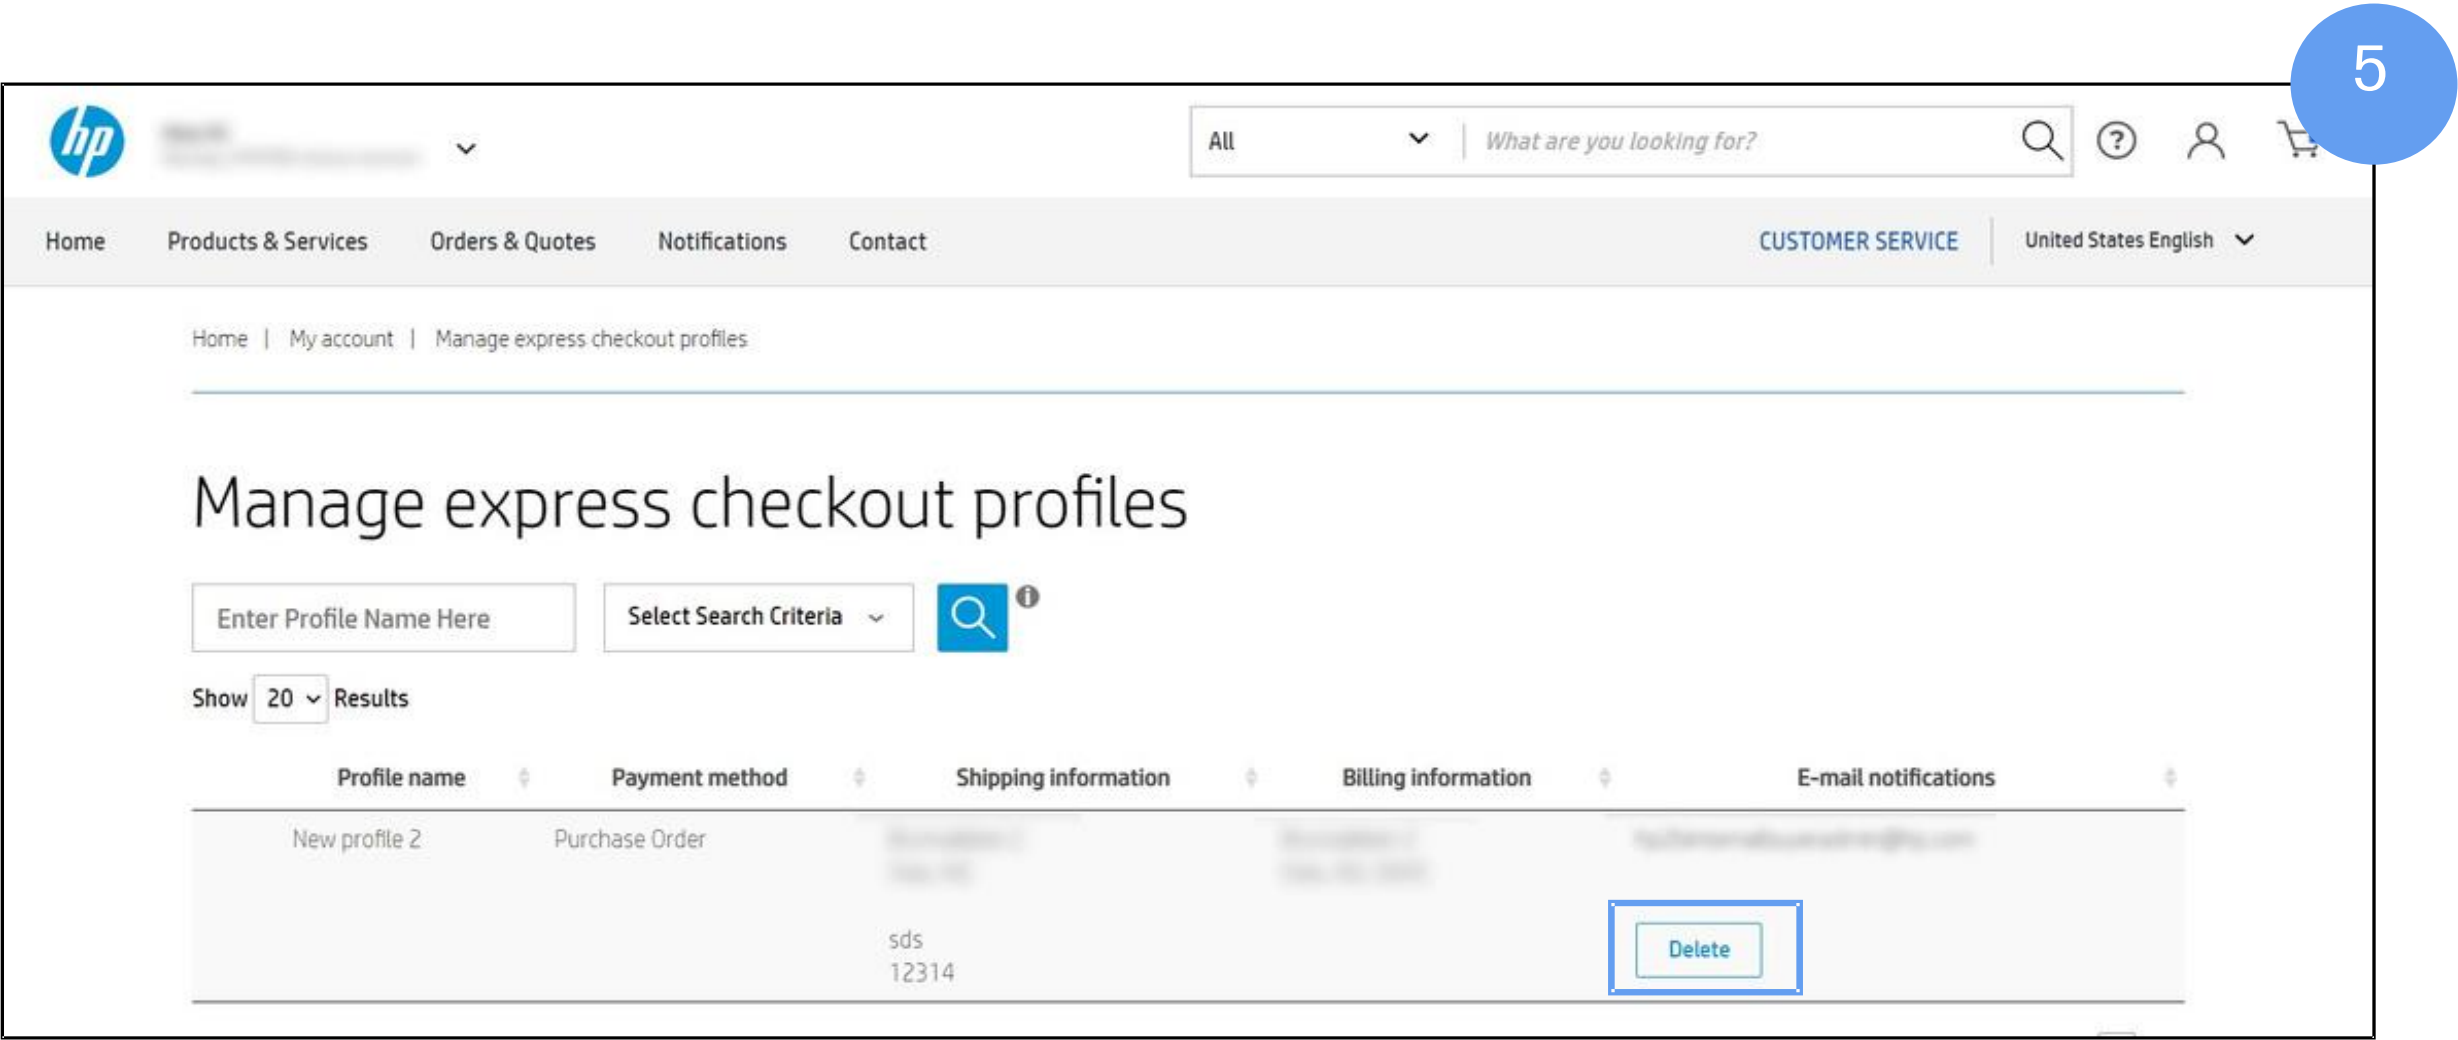 5
hp
All
What are you looking for?
Home Products & Services Orders & Quotes Notifications Contact CUSTOMER SERVICE United States English
Home | My account | Manage express checkout profiles
Manage express checkout profiles
Enter Profile Name Here Select Search Criteria
Show 20 Results
Profile name Payment method Shipping information Billing information E-mail notifications
New profile 2 Purchase Order
sds
12314
Delete